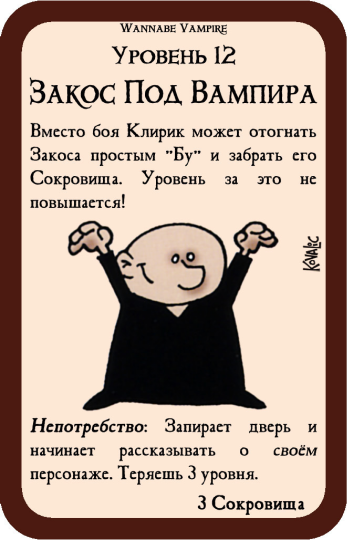 Wannabe Vampire
Уровень 12
Закос Под Вампира
Вместо боя Клирик может отогнать
Закоса простым "Бу" и забрать его
Сокровища. Уровень за это не
повышается!
Kovalic
Непотребство: Запирает дверь и
начинает рассказывать о своём
персонаже. Теряешь 3 уровня.
3 Сокровища